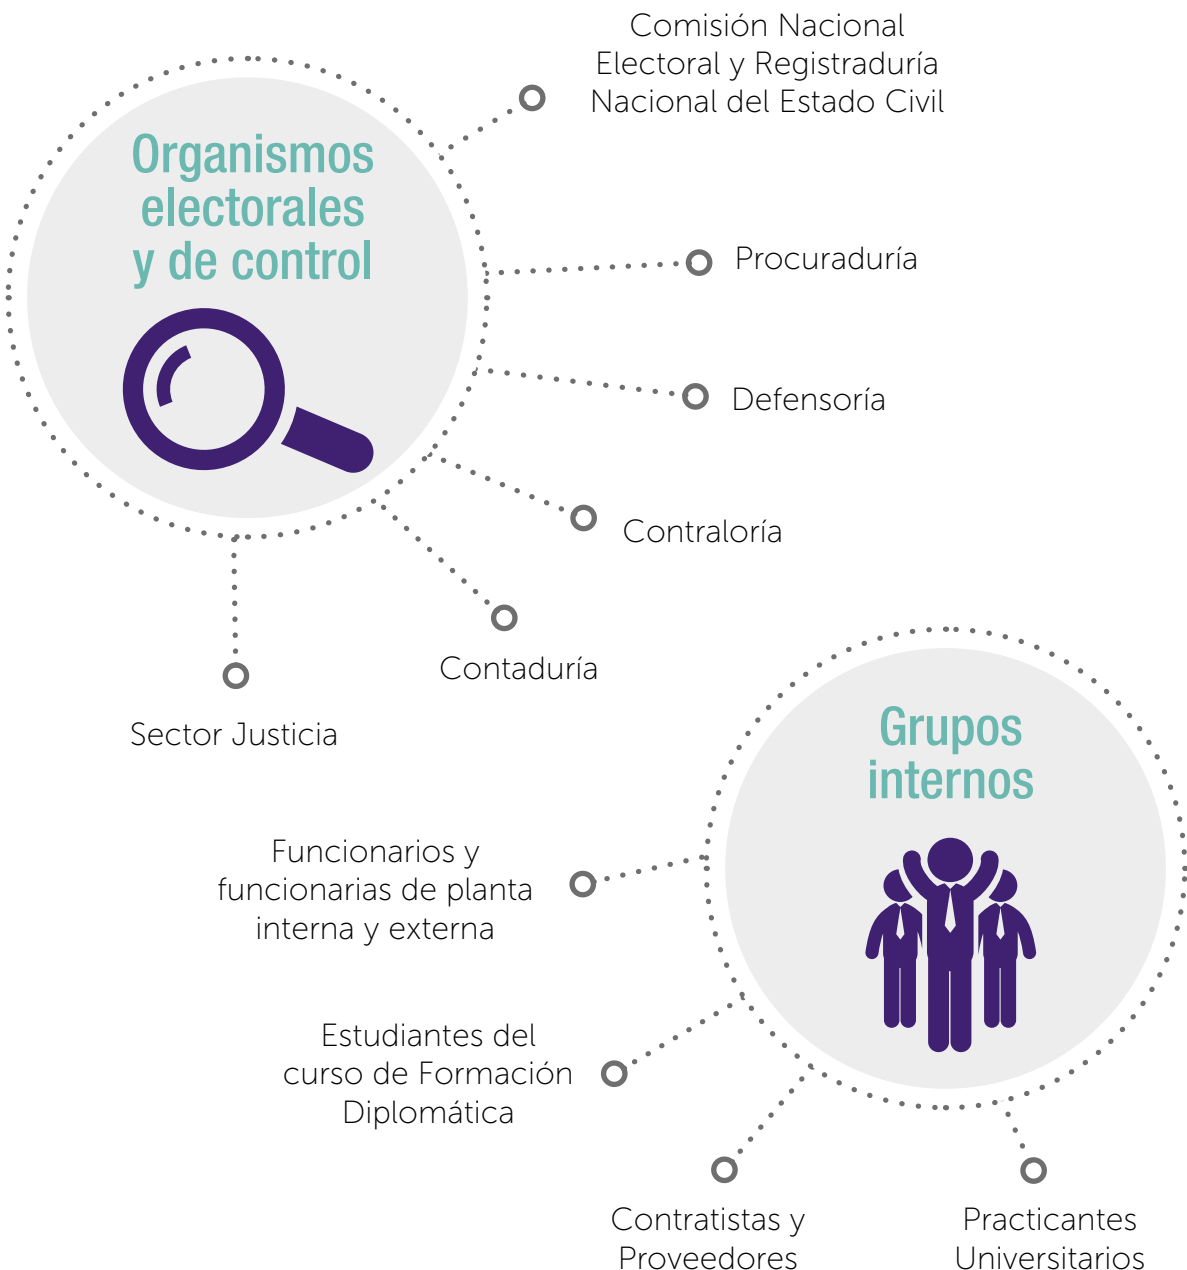 Comisión Nacional
Electoral y Registraduría
Nacional del Estado Civil
Organismos
electorales
y de control
Procuraduría
Defensoría
Contraloría
Contaduría
Sector Justicia
Grupos
internos
Funcionarios y
funcionarias de planta
interna y externa
Estudiantes del
curso de Formación
Diplomática
Contratistas y
Proveedores
Practicantes
Universitarios